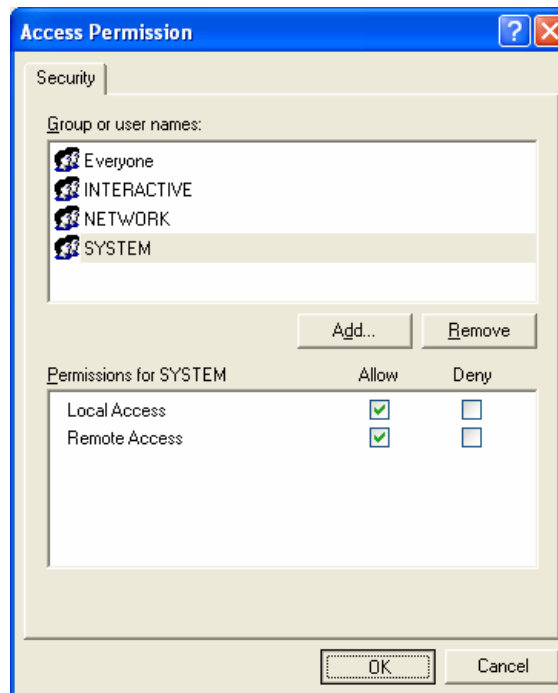 Access Permission
Security
Group or user names:
Everyone
INTERACTIVE
NETWORK
SYSTEM
Add... Remove
Permissions for SYSTEM Allow Deny
Local Access
Remote Access
OK Cancel